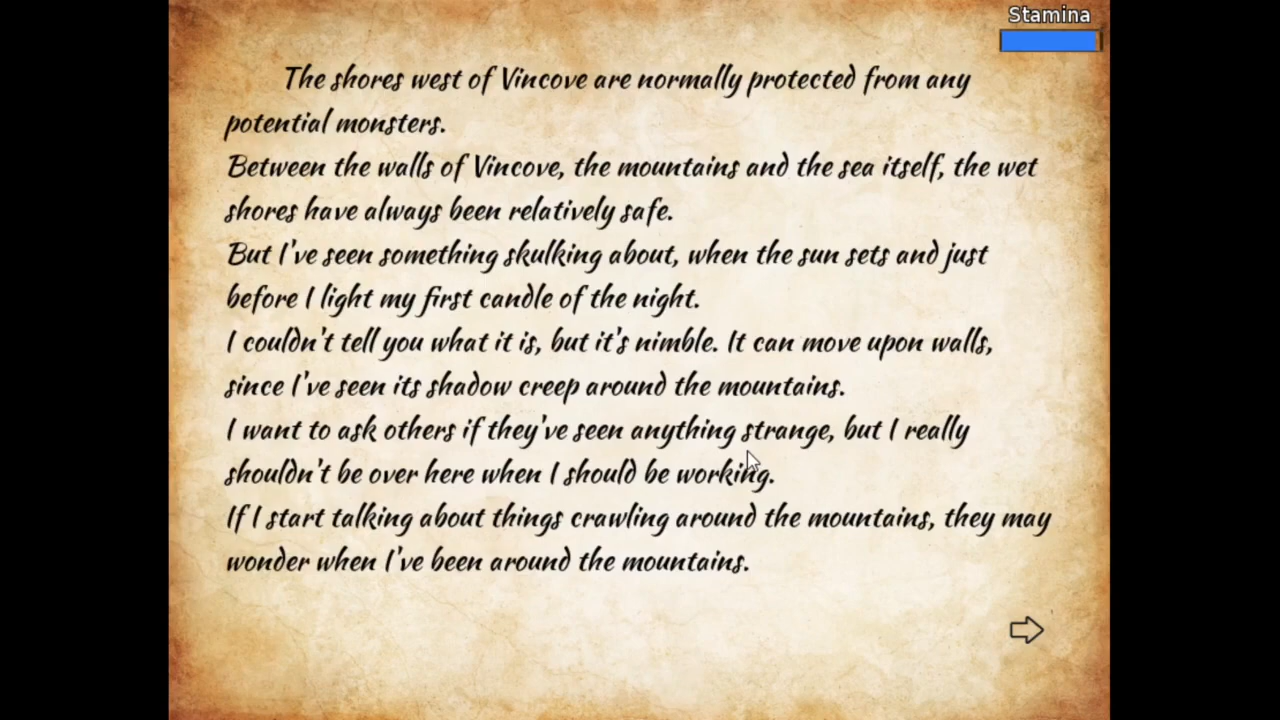 Stamina
The shores west of Vincove are normally protected from any
potential monsters.
Between the walls of Vincove, the mountains and the sea itself, the wet
shores have always been relatively safe.
But I've seen something skulking about, when the sun sets and just
before I light my first candle of the night.
I couldn't tell you what it is, but it's nimble. It can move upon walls,
since I've seen its shadow creep around the mountains.
I want to ask others if they've seen anything strange, but I really
shouldn't be over here when I should be working.
If I start talking about things crawling around the mountains, they may
wonder when I've been around the mountains.